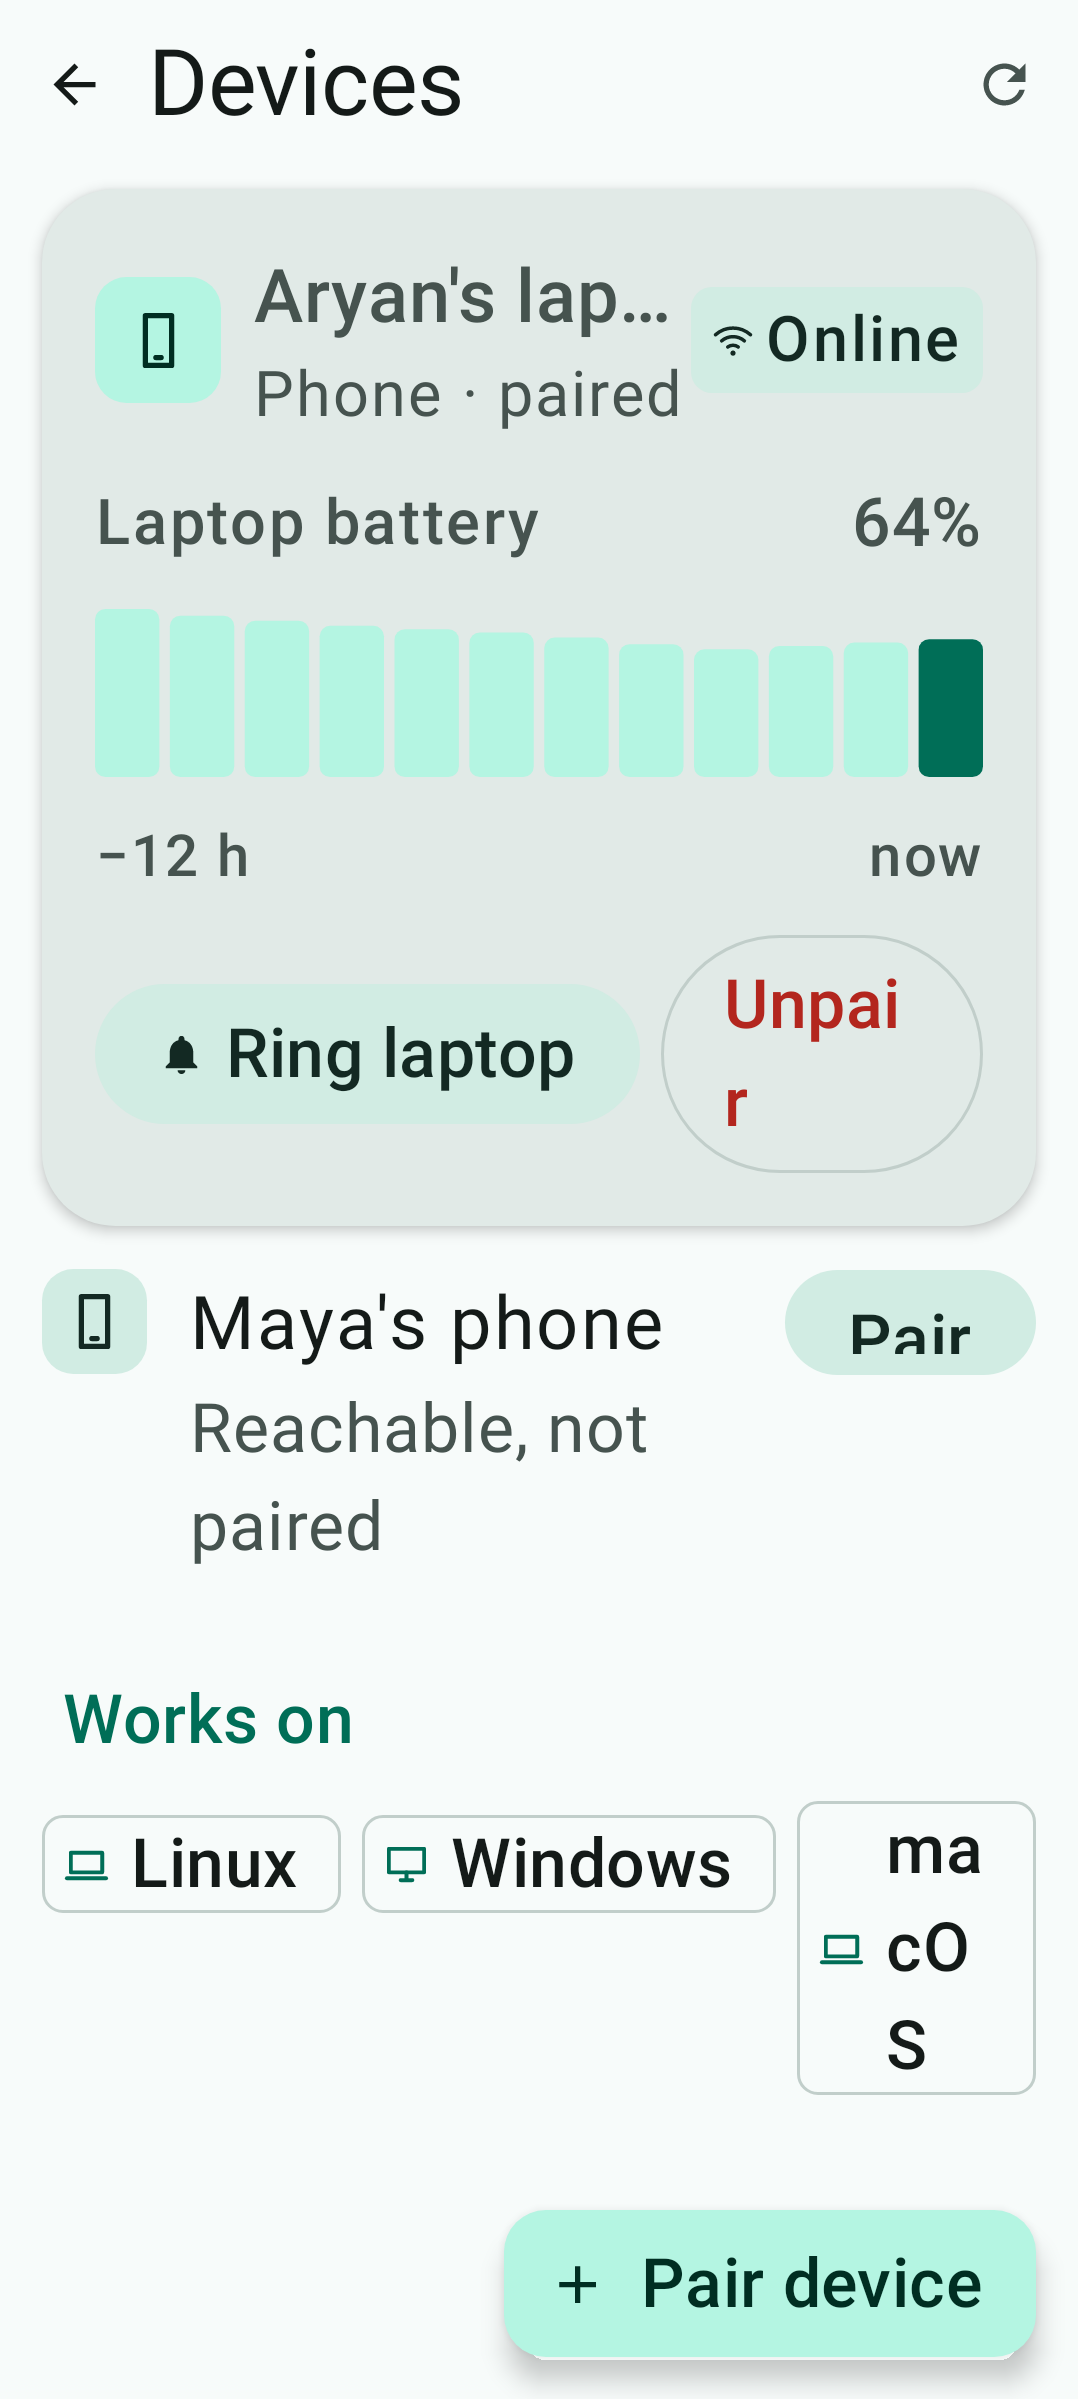 Devices
Aryan's lap...
Online
Phone · paired
Laptop battery
64%
−12 h
now
Ring laptop
Unpai
r
Maya's phone
Pair
Reachable, not
paired
Works on
Linux
Windows
ma
cO
S
Pair device